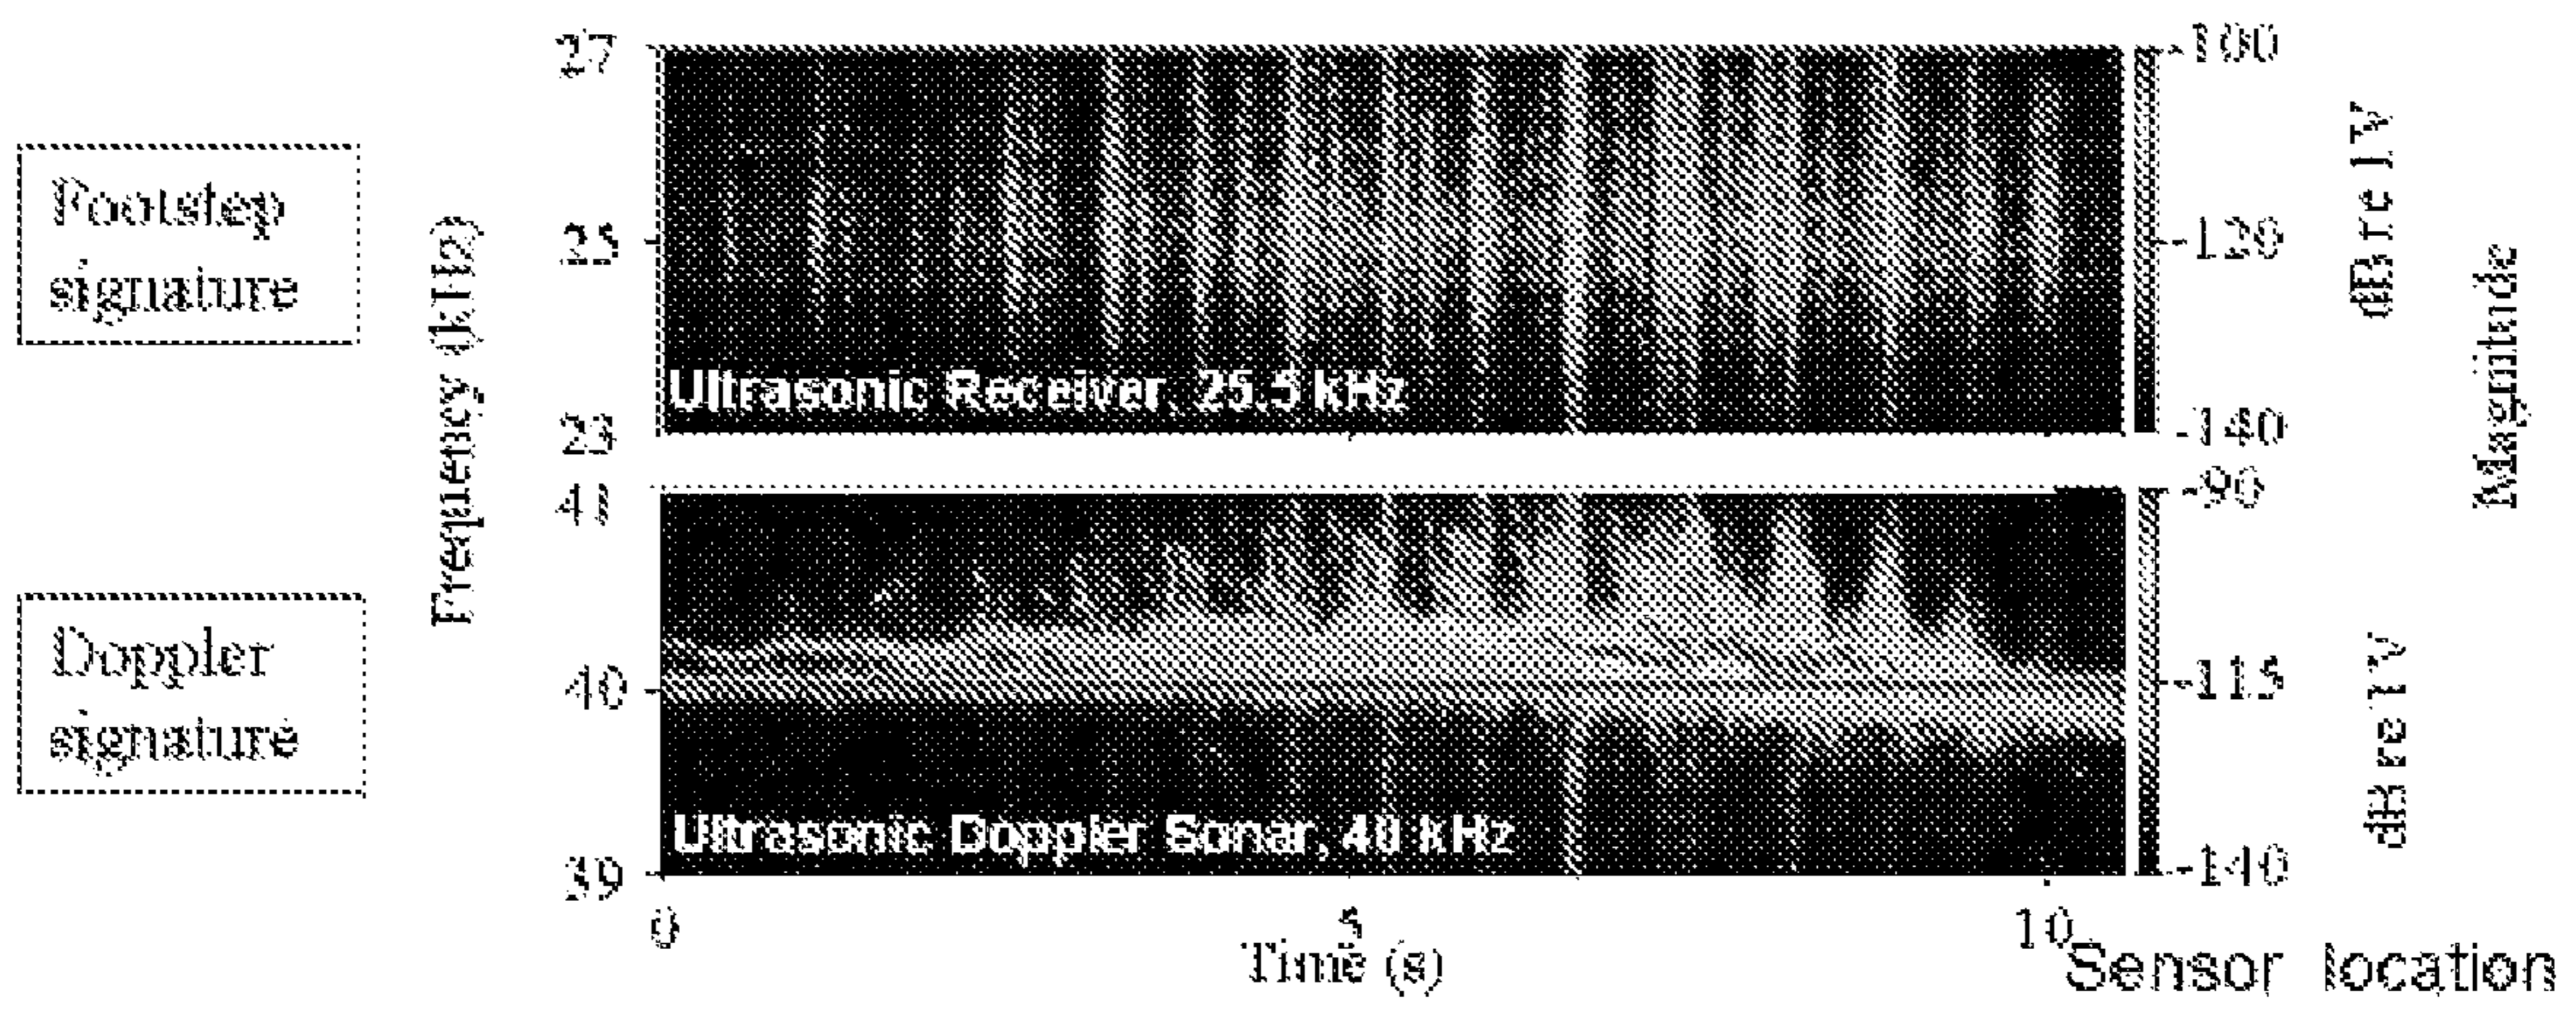 27
-100
Footstep
signature
Frequency (kHz)
25
-120
dB re 1V
Magnitude
Ultrasonic Receiver, 25.5 kHz
23
-140
41
-90
Doppler
signature
40
-115
dB re 1V
Ultrasonic Doppler Sonar, 40 kHz
39
-140
0
5
10
Time (s)
Sensor location